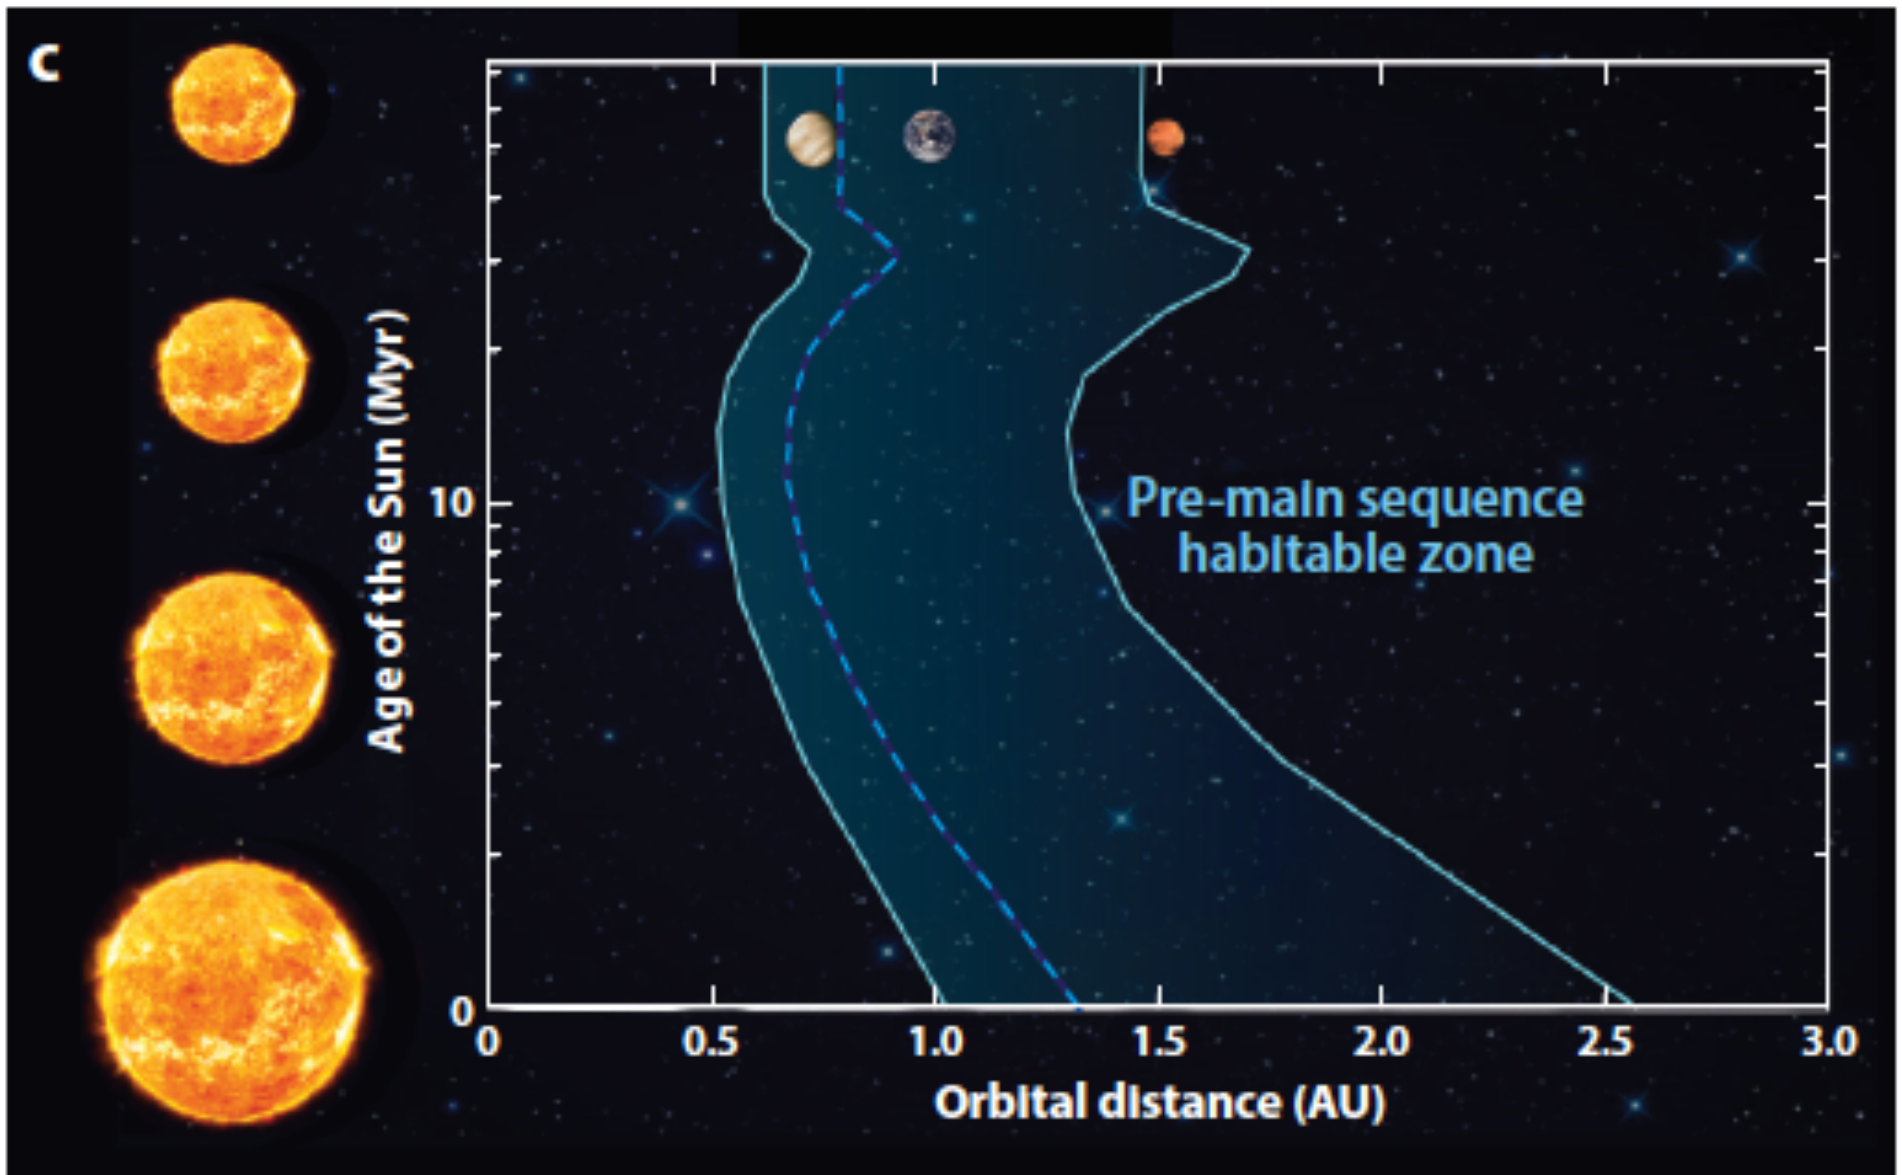 C
Age of the Sun (Myr)
10
0
Pre-main sequence
habitable zone
0 0.5 1.0 1.5 2.0 2.5 3.0
Orbital distance (AU)